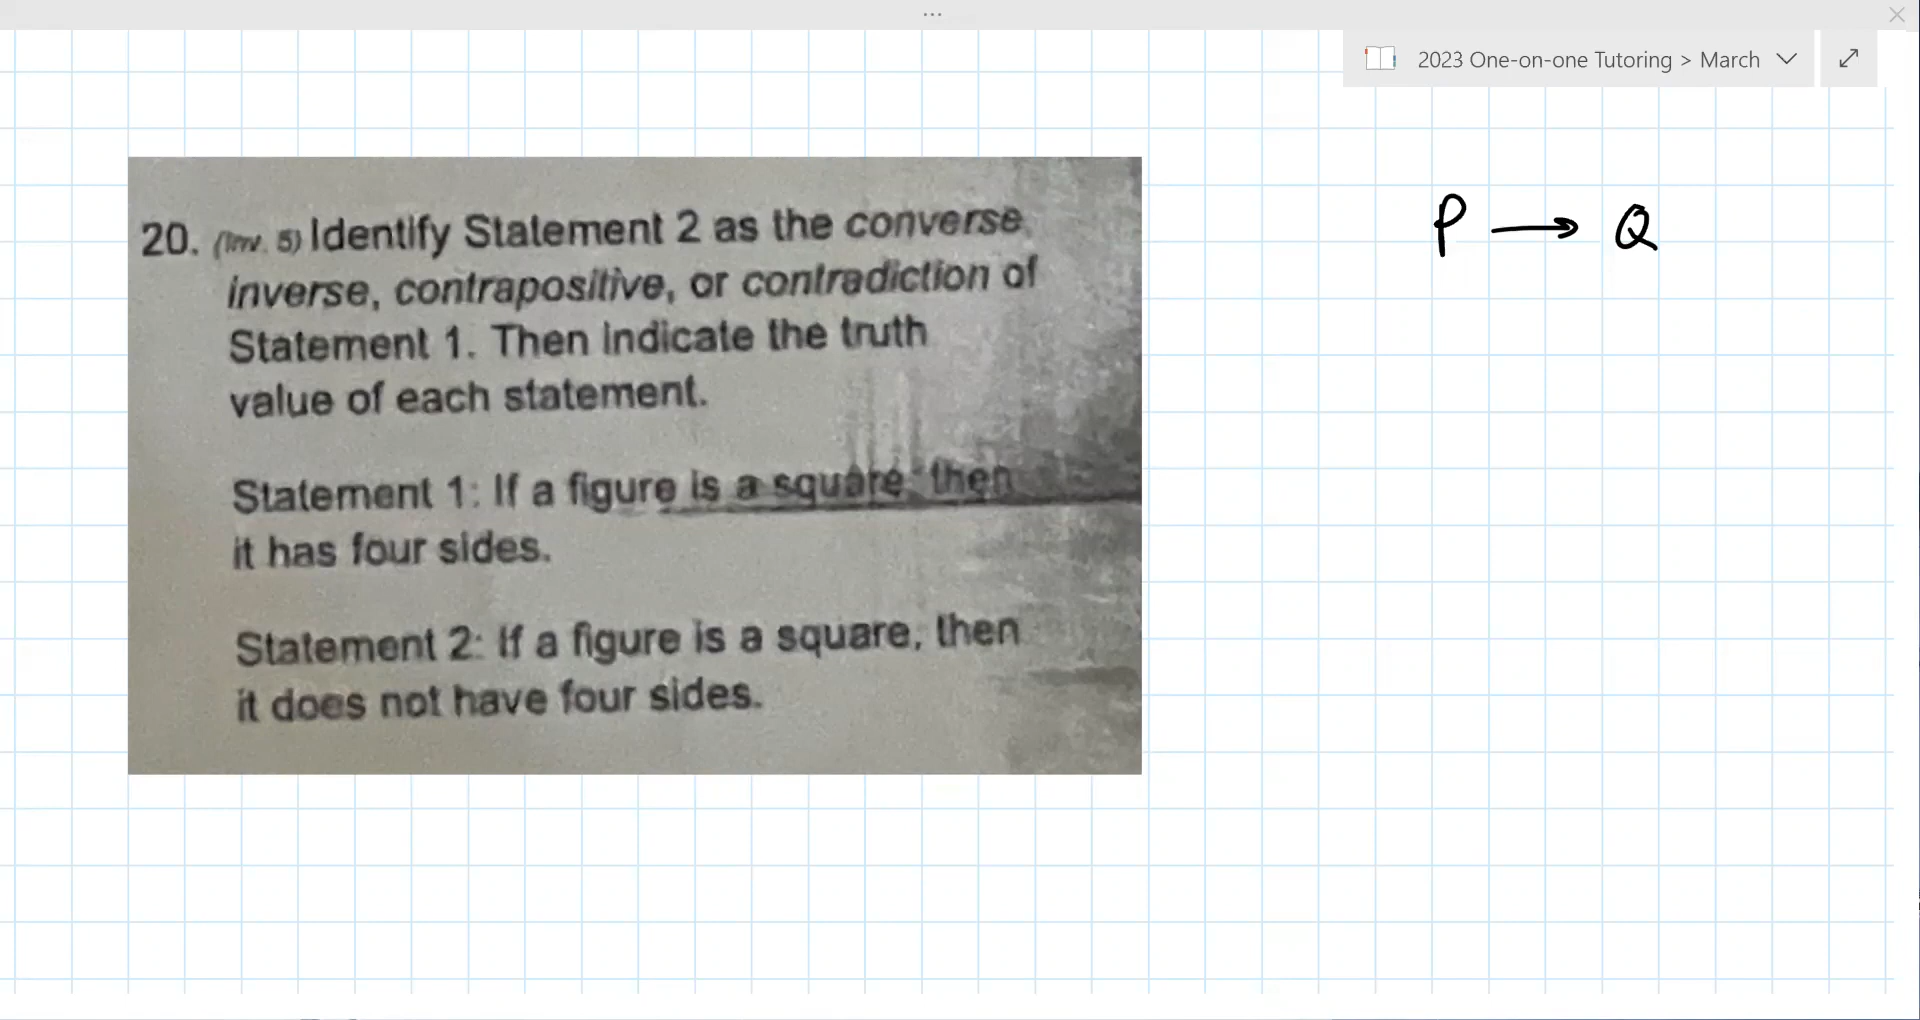 ...
2023 One-on-one Tutoring > March
P → Q
20. (Inv. 5) Identify Statement 2 as the converse,
inverse, contrapositive, or contradiction of
Statement 1. Then indicate the truth
value of each statement.
Statement 1: If a figure is a square, then
it has four sides.
Statement 2: If a figure is a square, then
it does not have four sides.